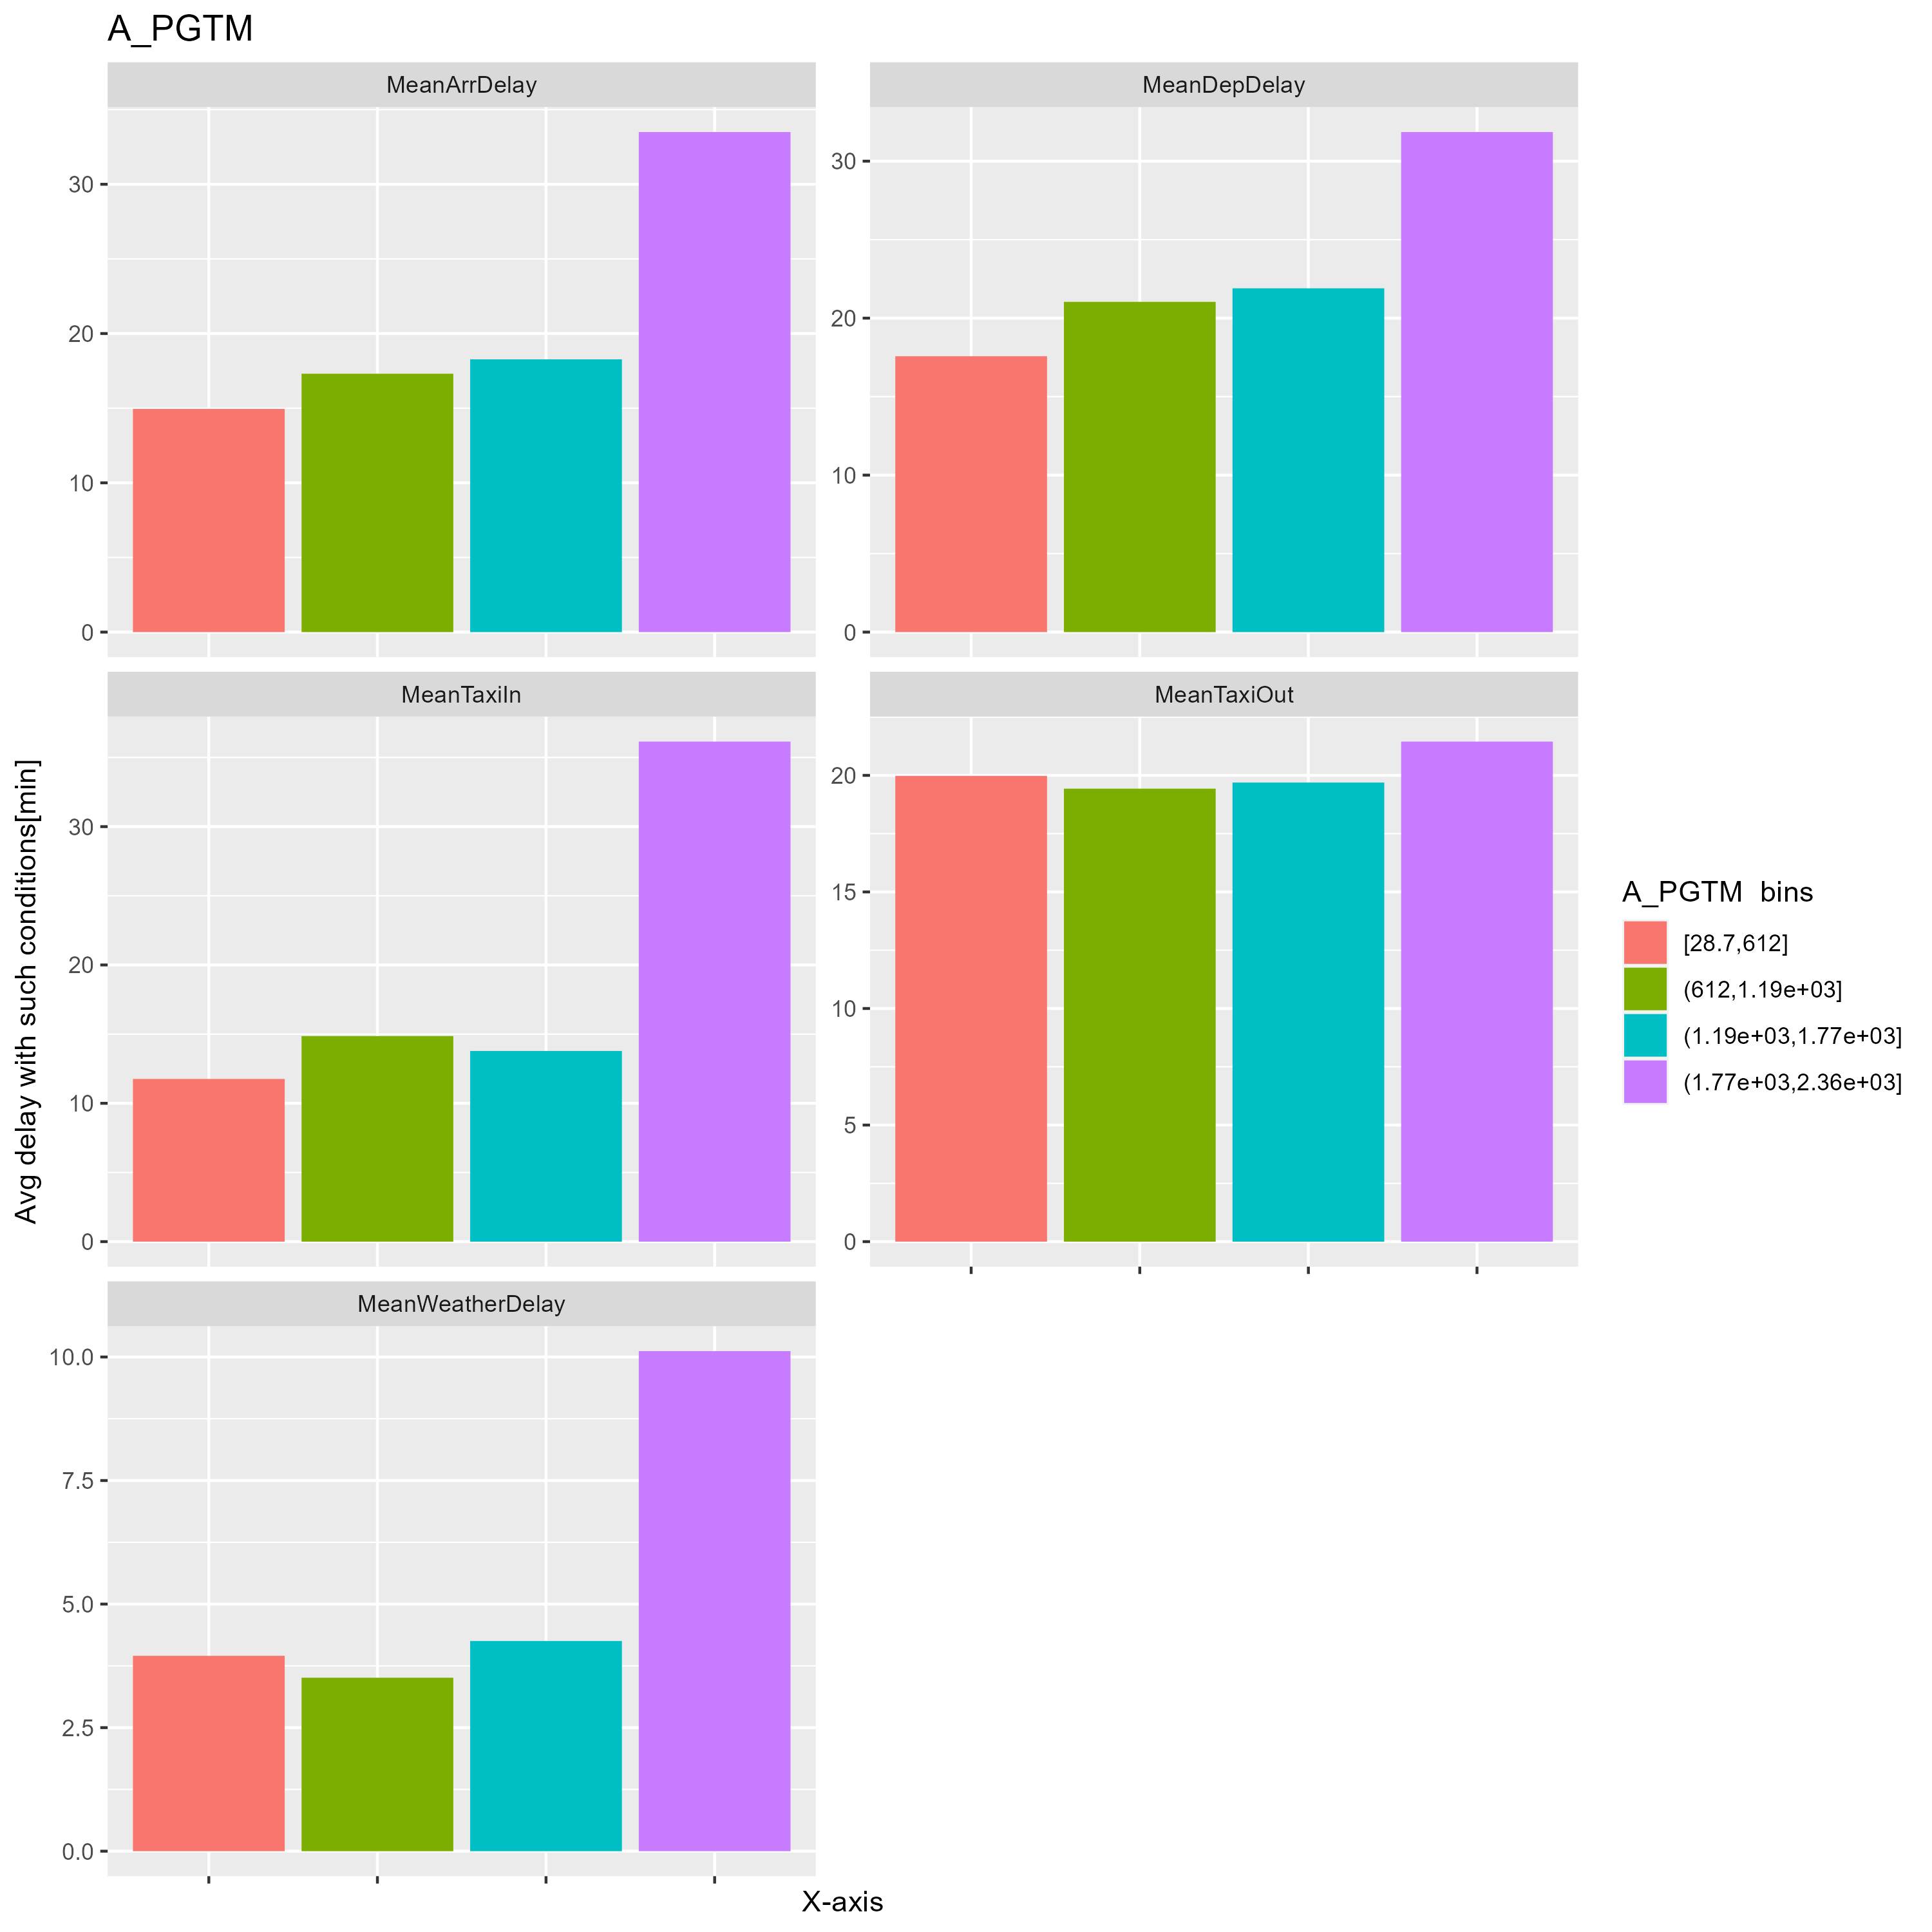 A_PGTM
MeanArrDelay
MeanDepDelay
30
20
10
0
30
20
10
0
MeanTaxiIn
MeanTaxiOut
Avg delay with such conditions[min]
30
20
10
0
20
15
10
5
0
MeanWeatherDelay
10.0
7.5
5.0
2.5
0.0
X-axis
A_PGTM  bins
[28.7,612]
(612,1.19e+03]
(1.19e+03,1.77e+03]
(1.77e+03,2.36e+03]